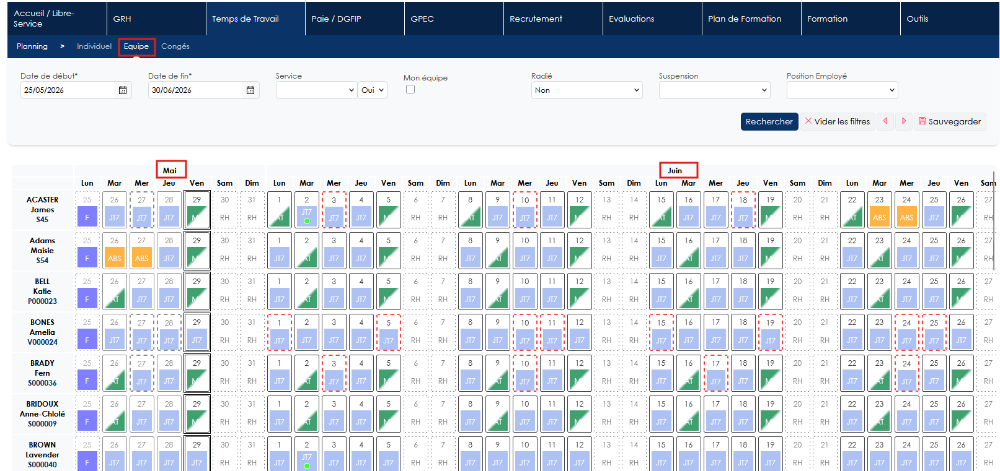 Accueil / Libre-Service GRH Temps de Travail Paie / DGFIP GPEC Recrutement Evaluations Plan de Formation Formation Outils
Planning > Individuel Equipe Congés
Date de début* Date de fin* Service Mon équipe Radié Suspension Position Employé
25/05/2026 30/06/2026 Oui Non
Rechercher Vider les filtres Sauvegarder
Mai Juin
Lun Mar Mer Jeu Ven Sam Dim Lun Mar Mer Jeu Ven Sam Dim Lun Mar Mer Jeu Ven Sam Dim Lun Mar Mer Jeu Ven Sam Dim Lun Mar Mer Jeu Ven Sam
ACASTER 25 26 27 28 29 30 31 1 2 3 4 5 6 7 8 9 10 11 12 13 14 15 16 17 18 19 20 21 22 23 24 25 26 27
James
S45 F JT7 JT7 JT7 M RH RH AT JT7 JT7 JT7 M RH RH AT JT7 JT7 JT7 M RH RH AT JT7 JT7 JT7 M RH RH AT ABS ABS JT7 M RH
Adams 25 26 27 28 29 30 31 1 2 3 4 5 6 7 8 9 10 11 12 13 14 15 16 17 18 19 20 21 22 23 24 25 26 27
Maisie
S54 F ABS ABS JT7 M RH RH JT7 AT JT7 JT7 M RH RH JT7 AT JT7 JT7 M RH RH JT7 AT JT7 JT7 M RH RH JT7 AT JT7 JT7 M RH
BELL 25 26 27 28 29 30 31 1 2 3 4 5 6 7 8 9 10 11 12 13 14 15 16 17 18 19 20 21 22 23 24 25 26 27
Katie
P000023 F AT JT7 JT7 M RH RH JT7 AT JT7 JT7 M RH RH JT7 AT JT7 JT7 M RH RH JT7 AT JT7 JT7 M RH RH JT7 AT JT7 JT7 M RH
BONES 25 26 27 28 29 30 31 1 2 3 4 5 6 7 8 9 10 11 12 13 14 15 16 17 18 19 20 21 22 23 24 25 26 27
Amelia
V000024 F JT7 JT7 JT7 JT7 RH RH JT7 JT7 JT7 JT7 JT7 RH RH JT7 JT7 JT7 JT7 JT7 RH RH JT7 JT7 JT7 JT7 JT7 RH RH JT7 JT7 JT7 JT7 JT7 RH
BRADY 25 26 27 28 29 30 31 1 2 3 4 5 6 7 8 9 10 11 12 13 14 15 16 17 18 19 20 21 22 23 24 25 26 27
Fern
S000036 F AT JT7 JT7 M RH RH JT7 AT JT7 JT7 M RH RH JT7 AT JT7 JT7 M RH RH JT7 AT JT7 JT7 M RH RH JT7 AT JT7 JT7 M RH
BRIDOUX 25 26 27 28 29 30 31 1 2 3 4 5 6 7 8 9 10 11 12 13 14 15 16 17 18 19 20 21 22 23 24 25 26 27
Anne-Chlolé
S000009 F AT JT7 JT7 M RH RH JT7 AT JT7 JT7 M RH RH JT7 AT JT7 JT7 M RH RH JT7 AT JT7 JT7 M RH RH JT7 AT JT7 JT7 M RH
BROWN 25 26 27 28 29 30 31 1 2 3 4 5 6 7 8 9 10 11 12 13 14 15 16 17 18 19 20 21 22 23 24 25 26 27
Lavender
S000040 F JT7 JT7 JT7 JT7 RH RH JT7 JT7 JT7 JT7 JT7 RH RH JT7 JT7 JT7 JT7 JT7 RH RH JT7 JT7 JT7 JT7 JT7 RH RH JT7 JT7 JT7 JT7 JT7 RH